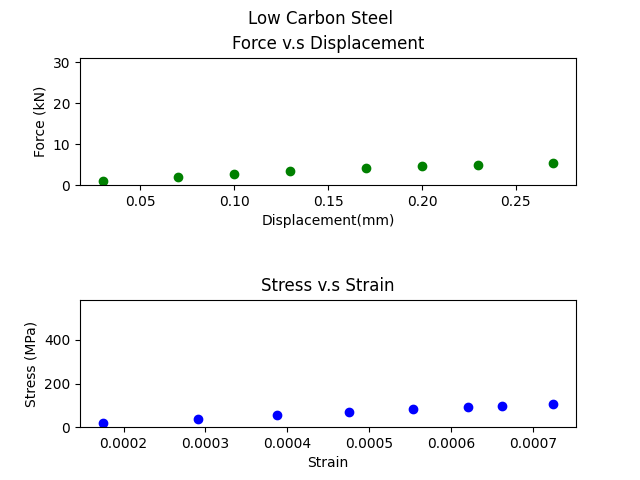 Low Carbon Steel
Force v.s Displacement
30
20
10
0
Force (kN)
0.05 0.10 0.15 0.20 0.25
Displacement(mm)
Stress v.s Strain
400
200
0
Stress (MPa)
0.0002 0.0003 0.0004 0.0005 0.0006 0.0007
Strain